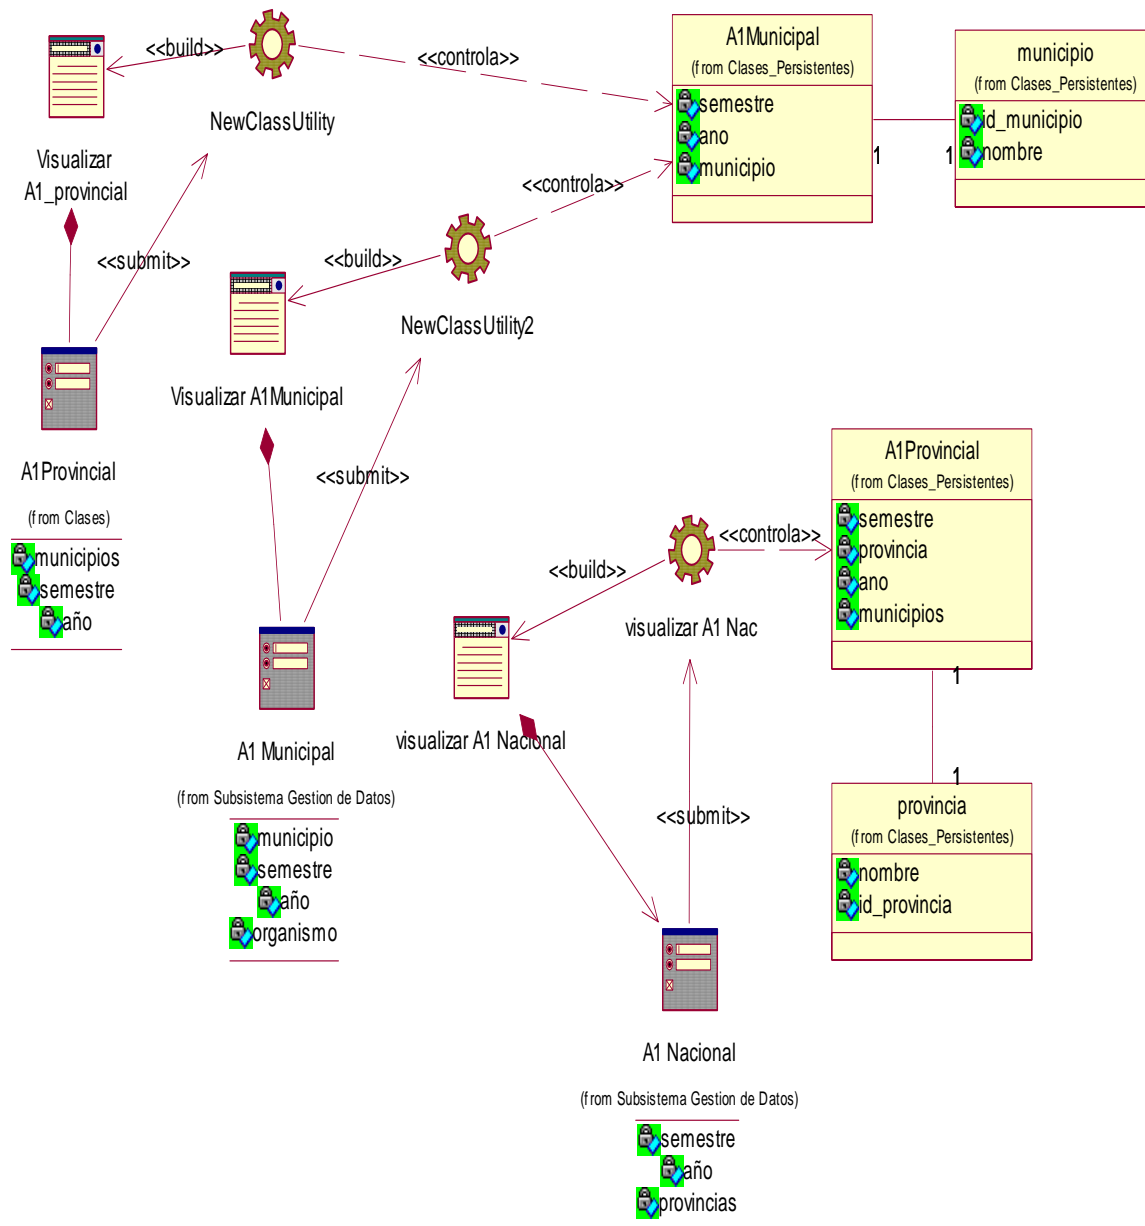 <<build>>
NewClassUtility
<<controla>>
A1Municipal
(from Clases_Persistentes)
semestre
ano
municipio
1
1
municipio
(from Clases_Persistentes)
id_municipio
nombre
Visualizar
A1_provincial
<<submit>>
<<controla>>
<<build>>
NewClassUtility2
Visualizar A1Municipal
<<submit>>
A1Provincial
(from Clases)
municipios
semestre
año
A1 Municipal
(from Subsistema Gestion de Datos)
municipio
semestre
año
organismo
A1Provincial
(from Clases_Persistentes)
semestre
provincia
ano
municipios
<<controla>>
<<build>>
visualizar A1 Nac
visualizar A1 Nacional
<<submit>>
1
1
provincia
(from Clases_Persistentes)
nombre
id_provincia
A1 Nacional
(from Subsistema Gestion de Datos)
semestre
año
provincias